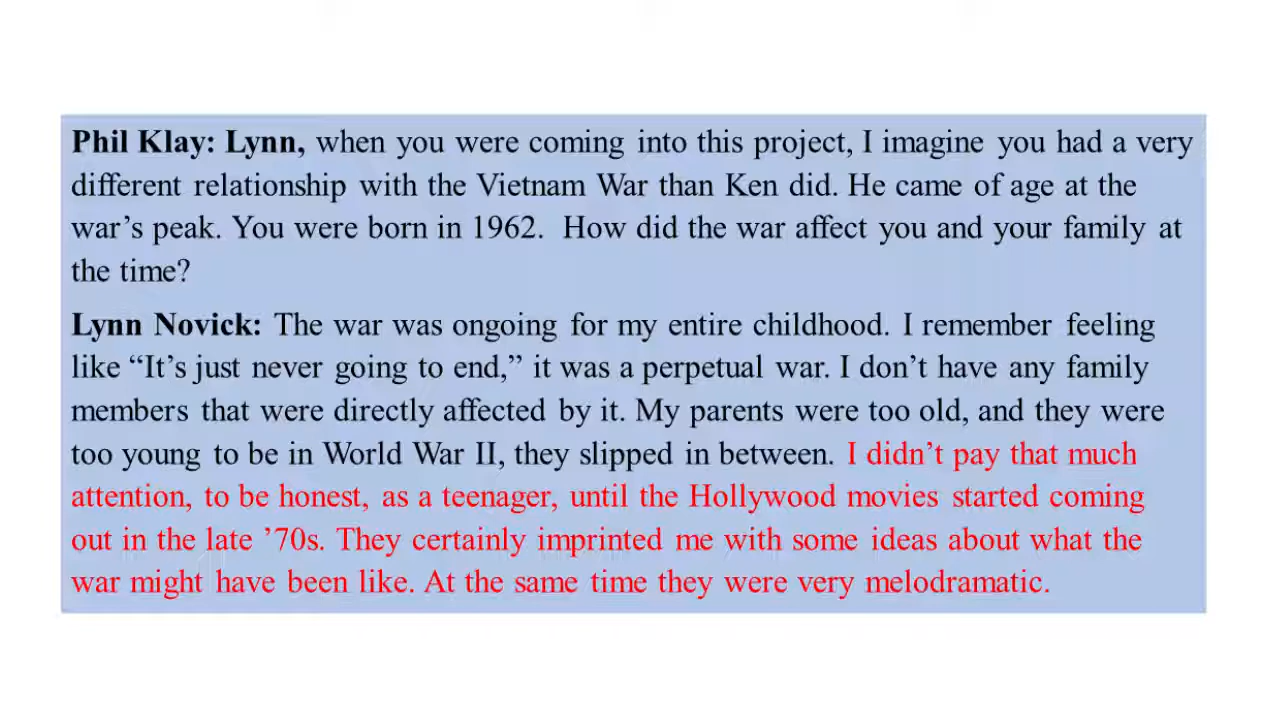 Phil Klay: Lynn, when you were coming into this project, I imagine you had a very
different relationship with the Vietnam War than Ken did. He came of age at the
war’s peak. You were born in 1962.  How did the war affect you and your family at
the time?
Lynn Novick: The war was ongoing for my entire childhood. I remember feeling
like “It’s just never going to end,” it was a perpetual war. I don’t have any family
members that were directly affected by it. My parents were too old, and they were
too young to be in World War II, they slipped in between. I didn’t pay that much
attention, to be honest, as a teenager, until the Hollywood movies started coming
out in the late ’70s. They certainly imprinted me with some ideas about what the
war might have been like. At the same time they were very melodramatic.